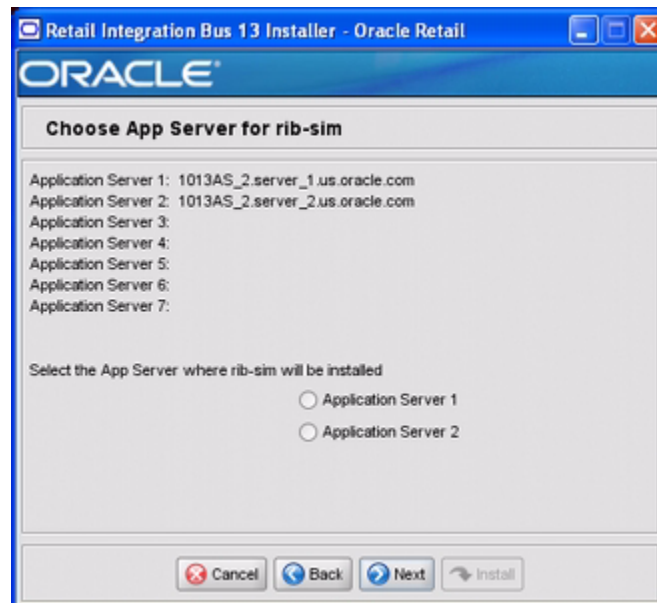 Retail Integration Bus 13 Installer - Oracle Retail
ORACLE
Choose App Server for rib-sim
Application Server 1: 1013AS_2.server_1.us.oracle.com
Application Server 2: 1013AS_2.server_2.us.oracle.com
Application Server 3:
Application Server 4:
Application Server 5:
Application Server 6:
Application Server 7:
Select the App Server where rib-sim will be installed
Application Server 1
Application Server 2
Cancel Back Next Install